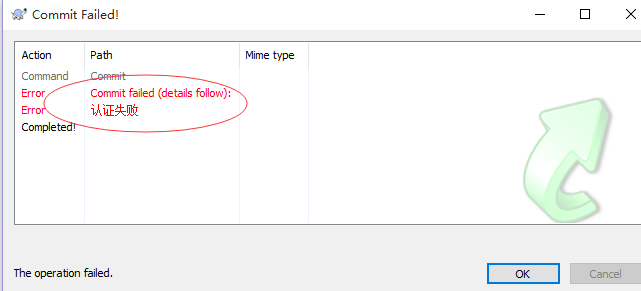 Commit Failed!
Action Path Mime type
Command Commit
Error Commit failed (details follow):
Error 认证失败
Completed!
The operation failed. OK Cancel